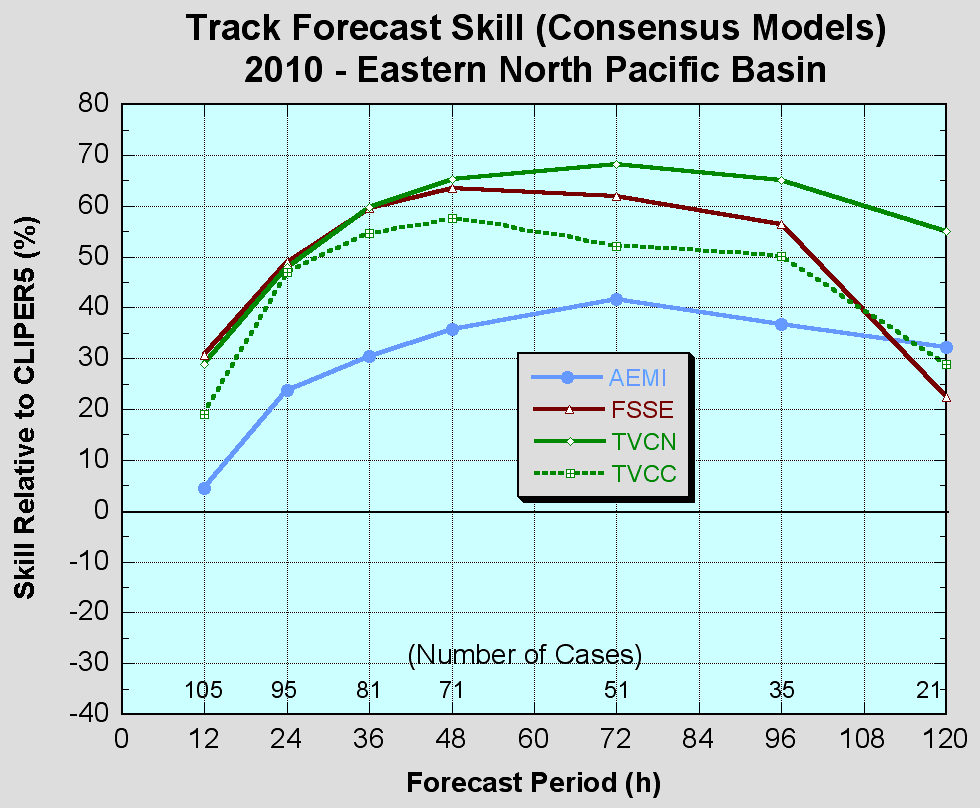 Track Forecast Skill (Consensus Models)
2010 - Eastern North Pacific Basin
Skill Relative to CLIPER5 (%)
80
70
60
50
40
30
20
10
0
-10
-20
-30
-40
AEMI
FSSE
TVCN
TVCC
(Number of Cases)
105 95 81 71 51 35 21
0 12 24 36 48 60 72 84 96 108 120
Forecast Period (h)